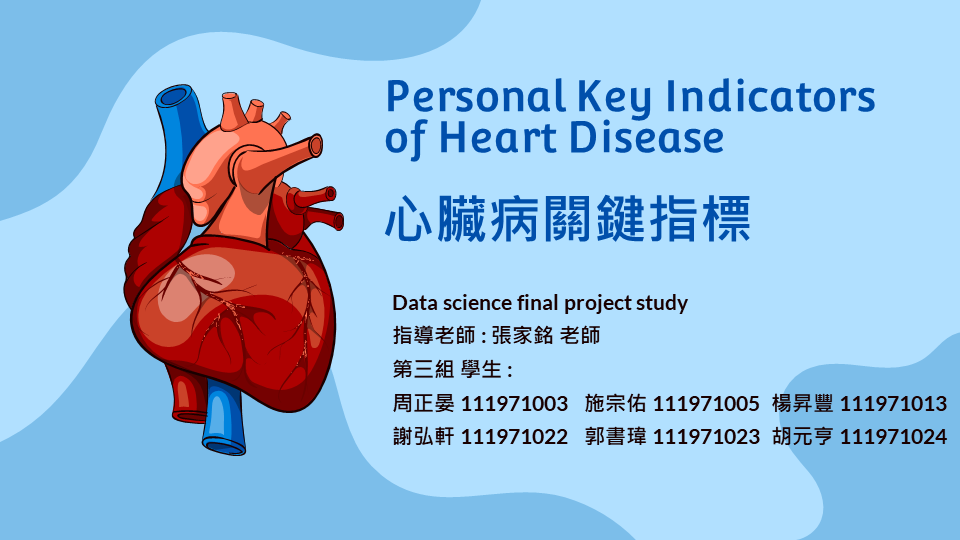 Personal Key Indicators
of Heart Disease
心臟病關鍵指標
Data science final project study
指導老師 : 張家銘 老師
第三組 學生 :
周正晏 111971003 施宗佑 111971005 楊昇豐 111971013
謝弘軒 111971022 郭書瑋 111971023 胡元亨 111971024